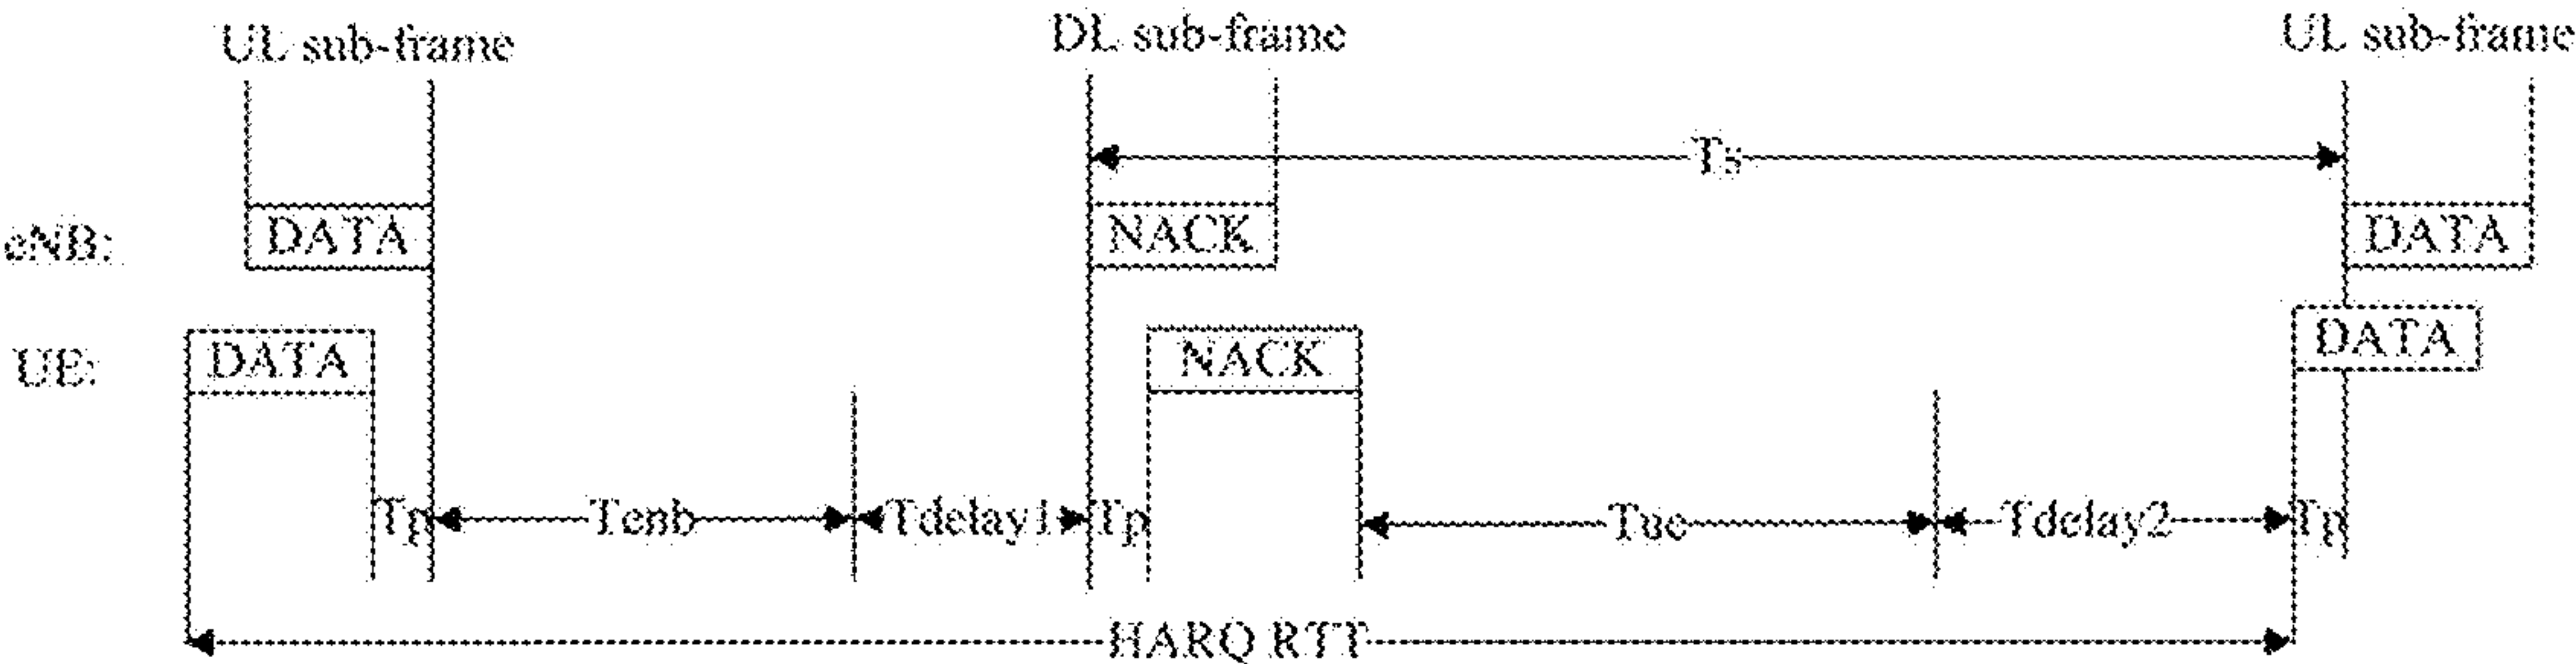 UL sub-frame DL sub-frame UL sub-frame
Ts
eNB: DATA NACK DATA
UE: DATA NACK DATA
Tp Tenb Tdelay1 Tp Tue Tdelay2 Tp
HARQ RTT